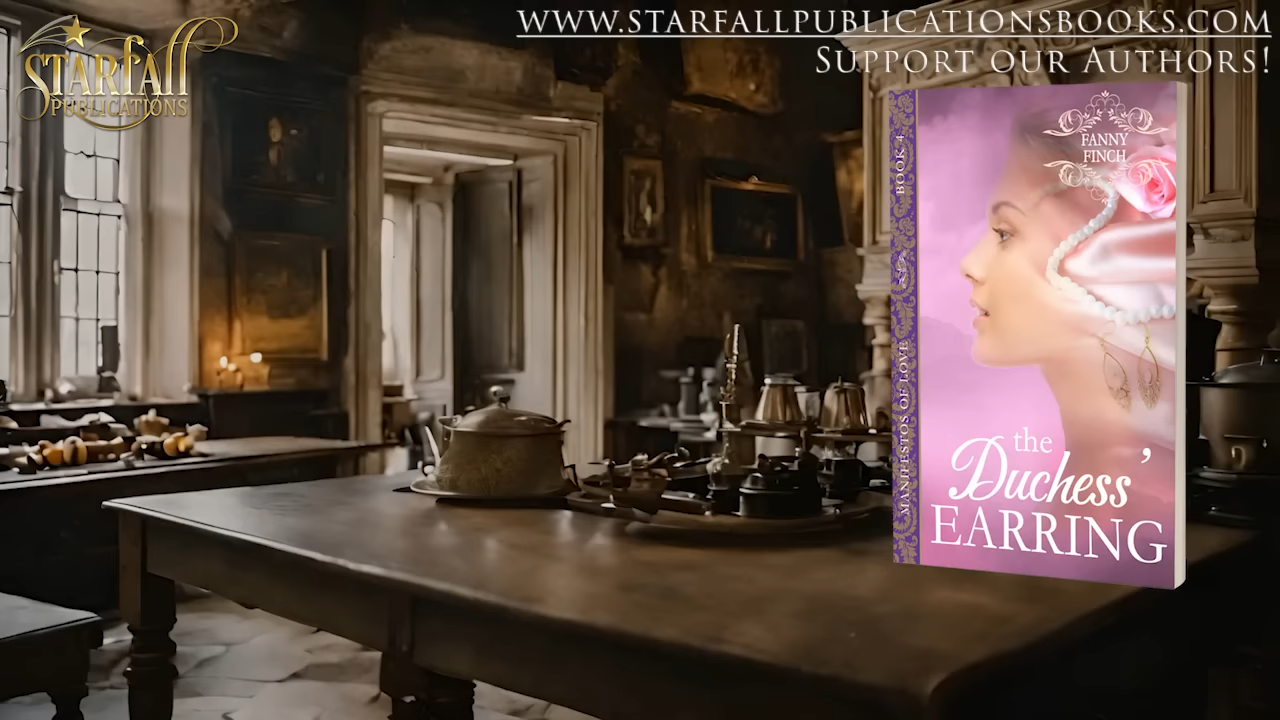 STARfall
PUBLICATIONS
WWW.STARFALLPUBLICATIONSBOOKS.COM
SUPPORT OUR AUTHORS!
BOOK 4
MANIFESTOS OF LOVE
FANNY
FINCH
the
Duchess'
EARRING